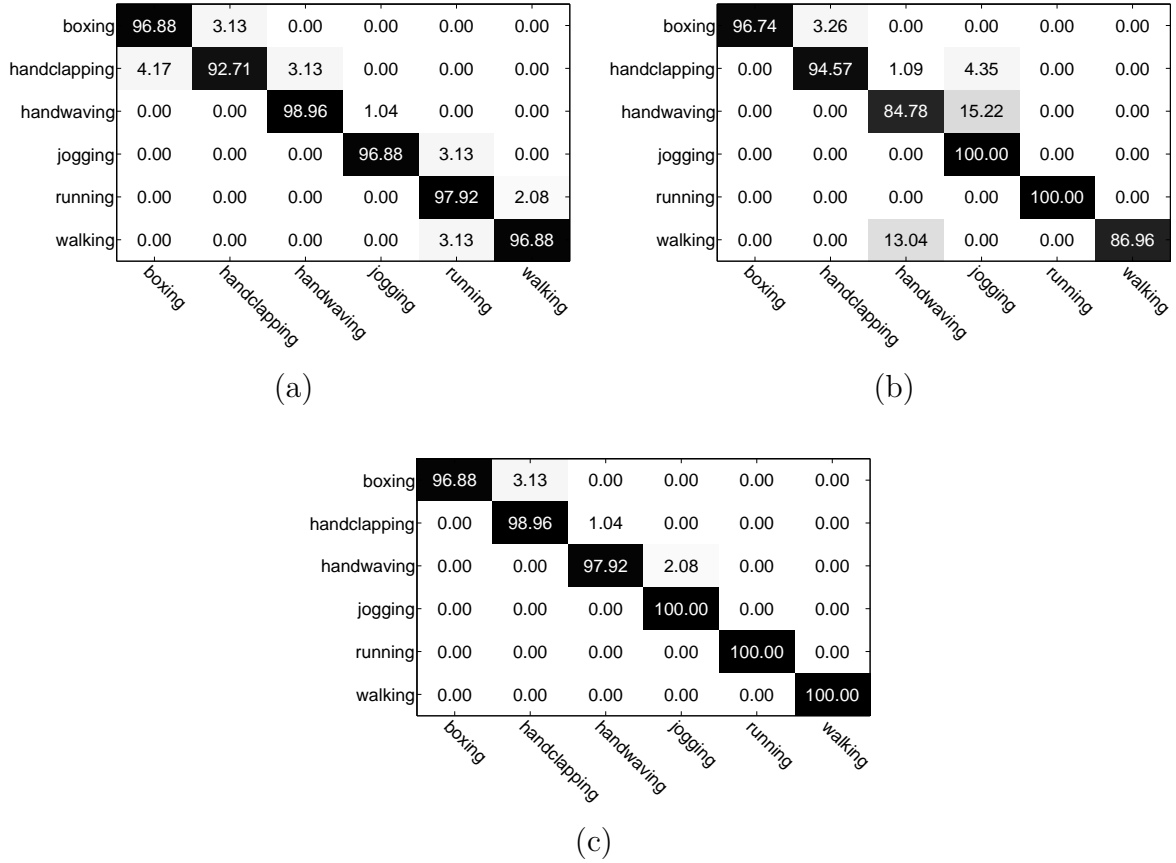 boxing 96.88 3.13 0.00 0.00 0.00 0.00
handclapping 4.17 92.71 3.13 0.00 0.00 0.00
handwaving 0.00 0.00 98.96 1.04 0.00 0.00
jogging 0.00 0.00 0.00 96.88 3.13 0.00
running 0.00 0.00 0.00 0.00 97.92 2.08
walking 0.00 0.00 0.00 0.00 3.13 96.88
boxing handclapping handwaving jogging running walking
(a)
boxing 96.74 3.26 0.00 0.00 0.00 0.00
handclapping 0.00 94.57 1.09 4.35 0.00 0.00
handwaving 0.00 0.00 84.78 15.22 0.00 0.00
jogging 0.00 0.00 0.00 100.00 0.00 0.00
running 0.00 0.00 0.00 0.00 100.00 0.00
walking 0.00 0.00 13.04 0.00 0.00 86.96
boxing handclapping handwaving jogging running walking
(b)
boxing 96.88 3.13 0.00 0.00 0.00 0.00
handclapping 0.00 98.96 1.04 0.00 0.00 0.00
handwaving 0.00 0.00 97.92 2.08 0.00 0.00
jogging 0.00 0.00 0.00 100.00 0.00 0.00
running 0.00 0.00 0.00 0.00 100.00 0.00
walking 0.00 0.00 0.00 0.00 0.00 100.00
boxing handclapping handwaving jogging running walking
(c)